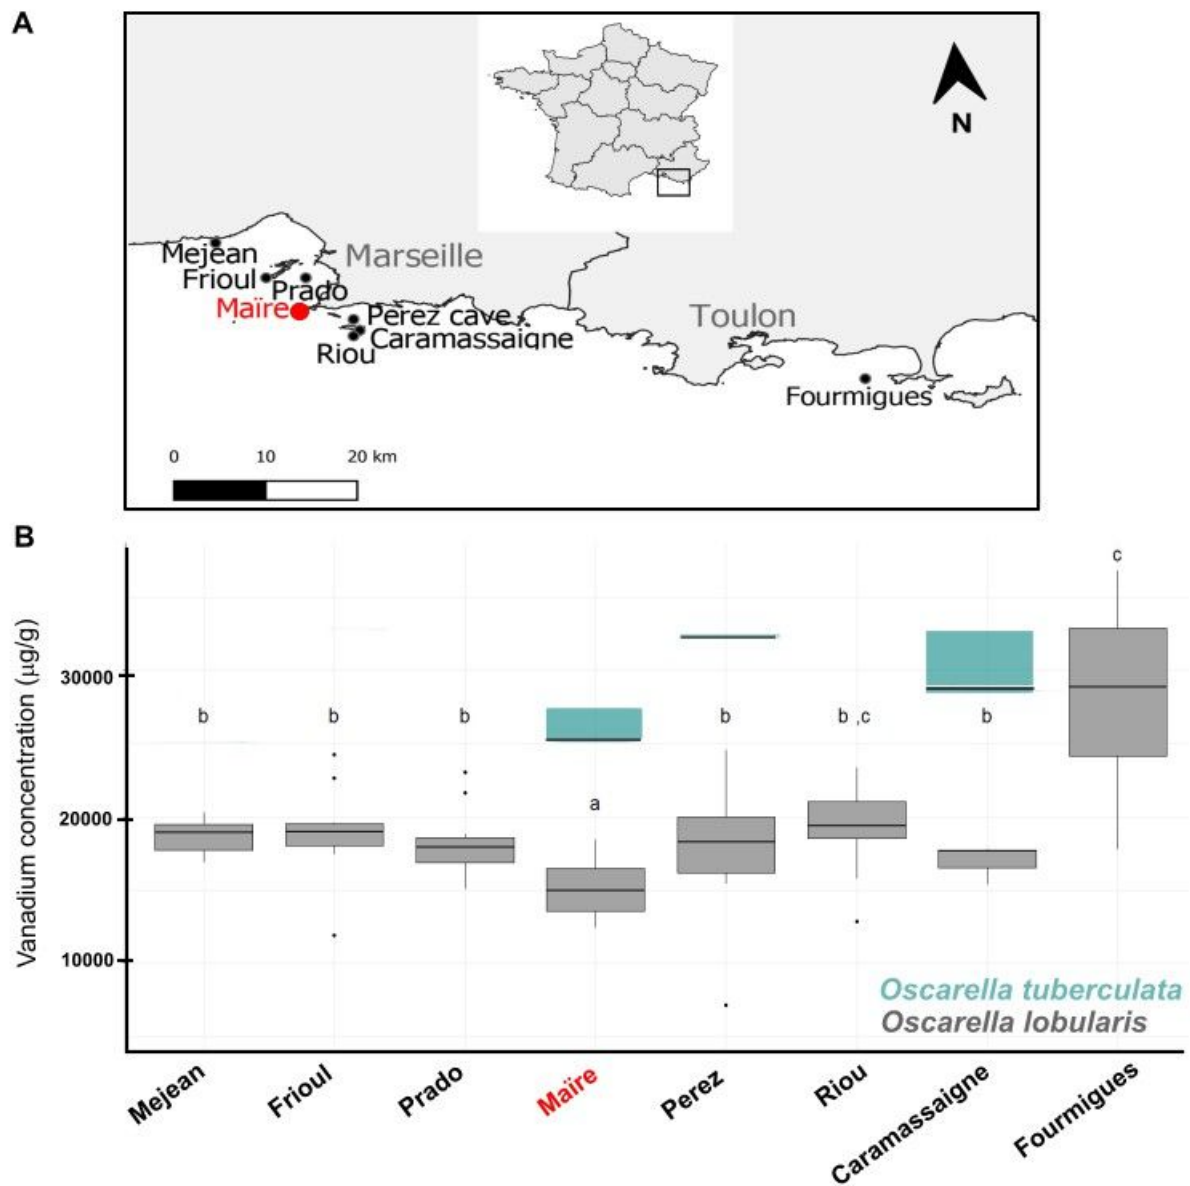 A
N
Mejean
Marseille
Frioul
Prado
Maïre
Perez cave
Toulon
Caramassaigne
Riou
Fourmigues
0 10 20 km
B
Vanadium concentration (µg/g)
c
30000
b b b b b ,c b
a
20000
10000
Oscarella tuberculata
Oscarella lobularis
Mejean Frioul Prado Maïre Perez Riou Caramassaigne Fourmigues